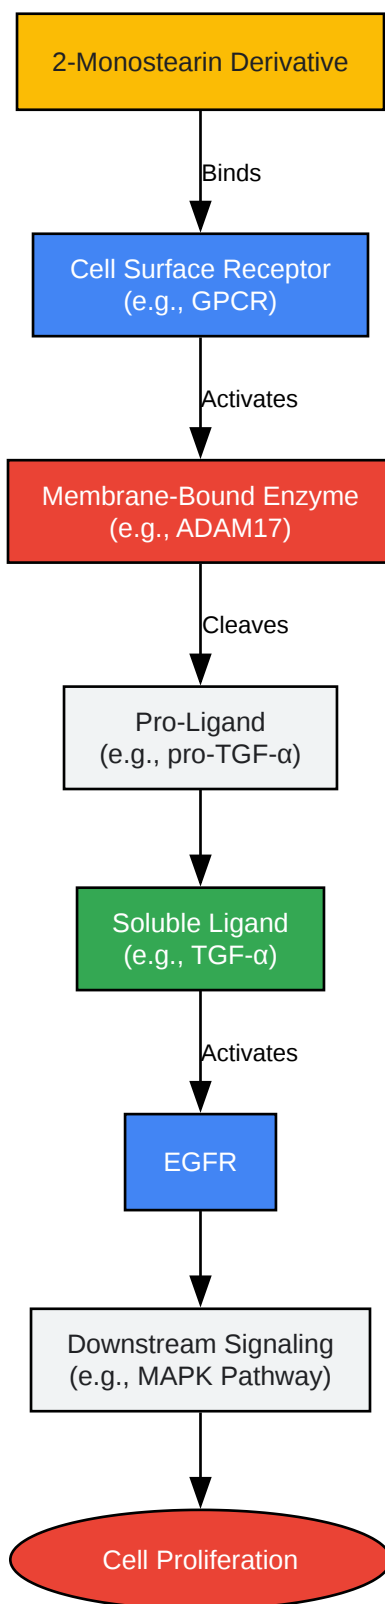 2-Monostearin Derivative
Binds
Cell Surface Receptor
(e.g., GPCR)
Activates
Membrane-Bound Enzyme
(e.g., ADAM17)
Cleaves
Pro-Ligand
(e.g., pro-TGF-α)
Soluble Ligand
(e.g., TGF-α)
Activates
EGFR
Downstream Signaling
(e.g., MAPK Pathway)
Cell Proliferation